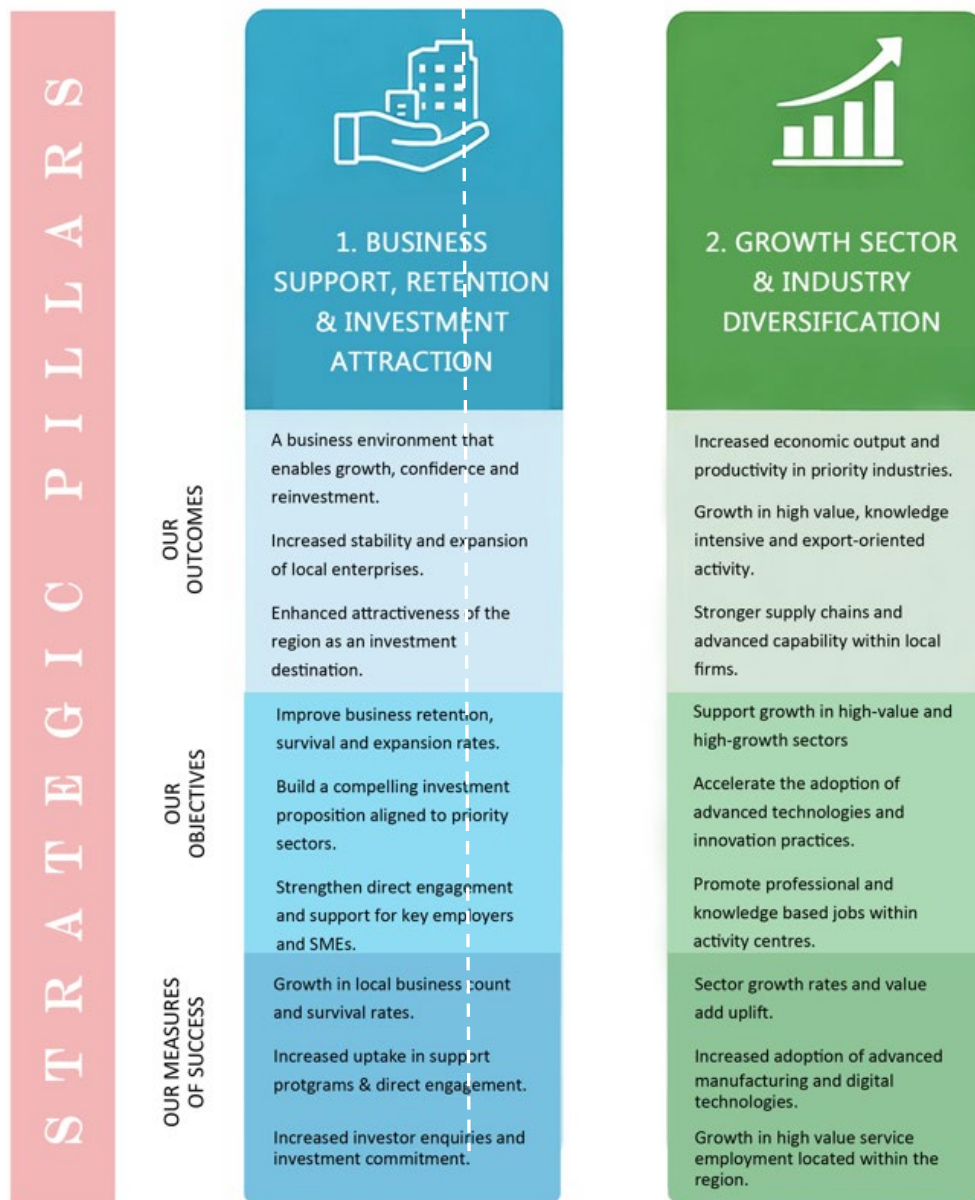 STRATEGIC PILLARS
1. BUSINESS
SUPPORT, RETENTION
& INVESTMENT
ATTRACTION
2. GROWTH SECTOR
& INDUSTRY
DIVERSIFICATION
OUR
OUTCOMES
A business environment that
enables growth, confidence and
reinvestment.
Increased stability and expansion
of local enterprises.
Enhanced attractiveness of the
region as an investment
destination.
Increased economic output and
productivity in priority industries.
Growth in high value, knowledge
intensive and export-oriented
activity.
Stronger supply chains and
advanced capability within local
firms.
OUR
OBJECTIVES
Improve business retention,
survival and expansion rates.
Build a compelling investment
proposition aligned to priority
sectors.
Strengthen direct engagement
and support for key employers
and SMEs.
Support growth in high-value and
high-growth sectors
Accelerate the adoption of
advanced technologies and
innovation practices.
Promote professional and
knowledge based jobs within
activity centres.
OUR MEASURES
OF SUCCESS
Growth in local business count
and survival rates.
Increased uptake in support
protgrams & direct engagement.
Increased investor enquiries and
investment commitment.
Sector growth rates and value
add uplift.
Increased adoption of advanced
manufacturing and digital
technologies.
Growth in high value service
employment located within the
region.